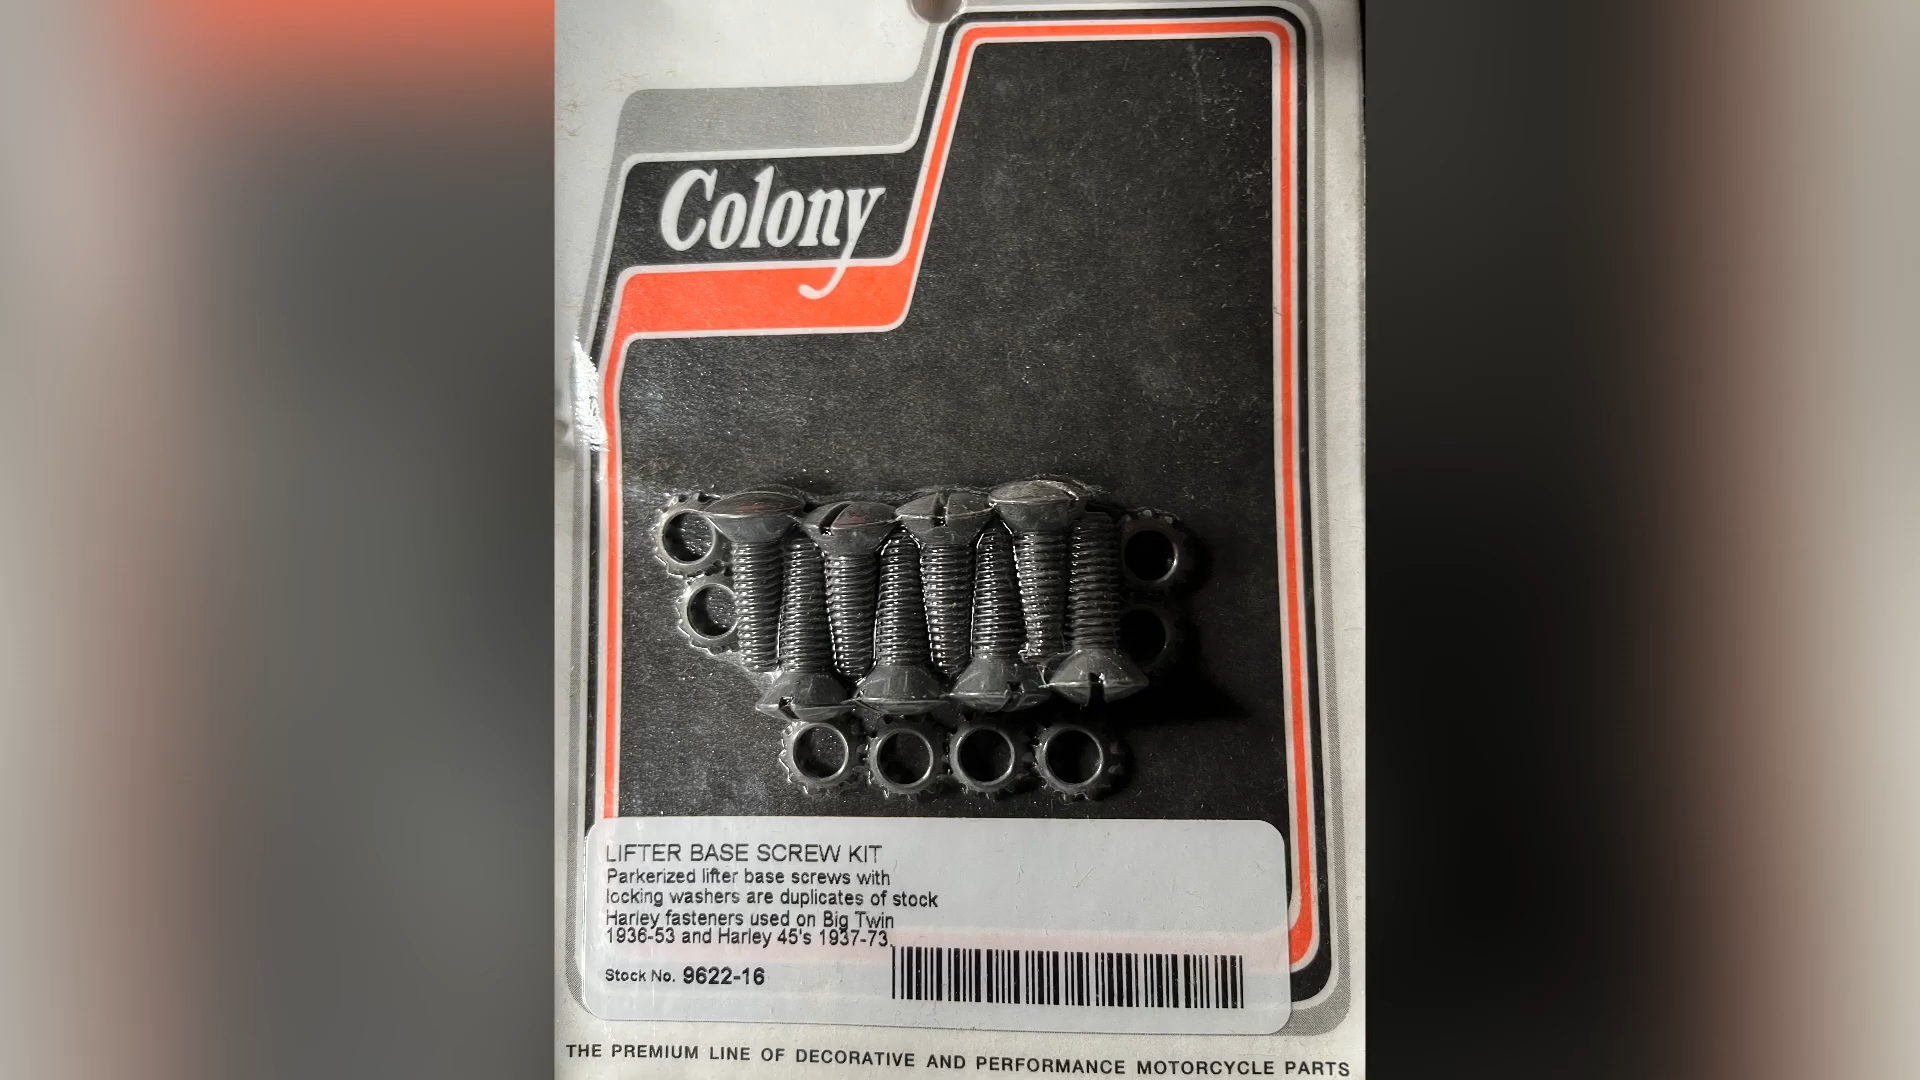 Colony
LIFTER BASE SCREW KIT
Parkerized lifter base screws with
locking washers are duplicates of stock
Harley fasteners used on Big Twin
1936-53 and Harley 45's 1937-73.
Stock No. 9622-16
THE PREMIUM LINE OF DECORATIVE AND PERFORMANCE MOTORCYCLE PARTS